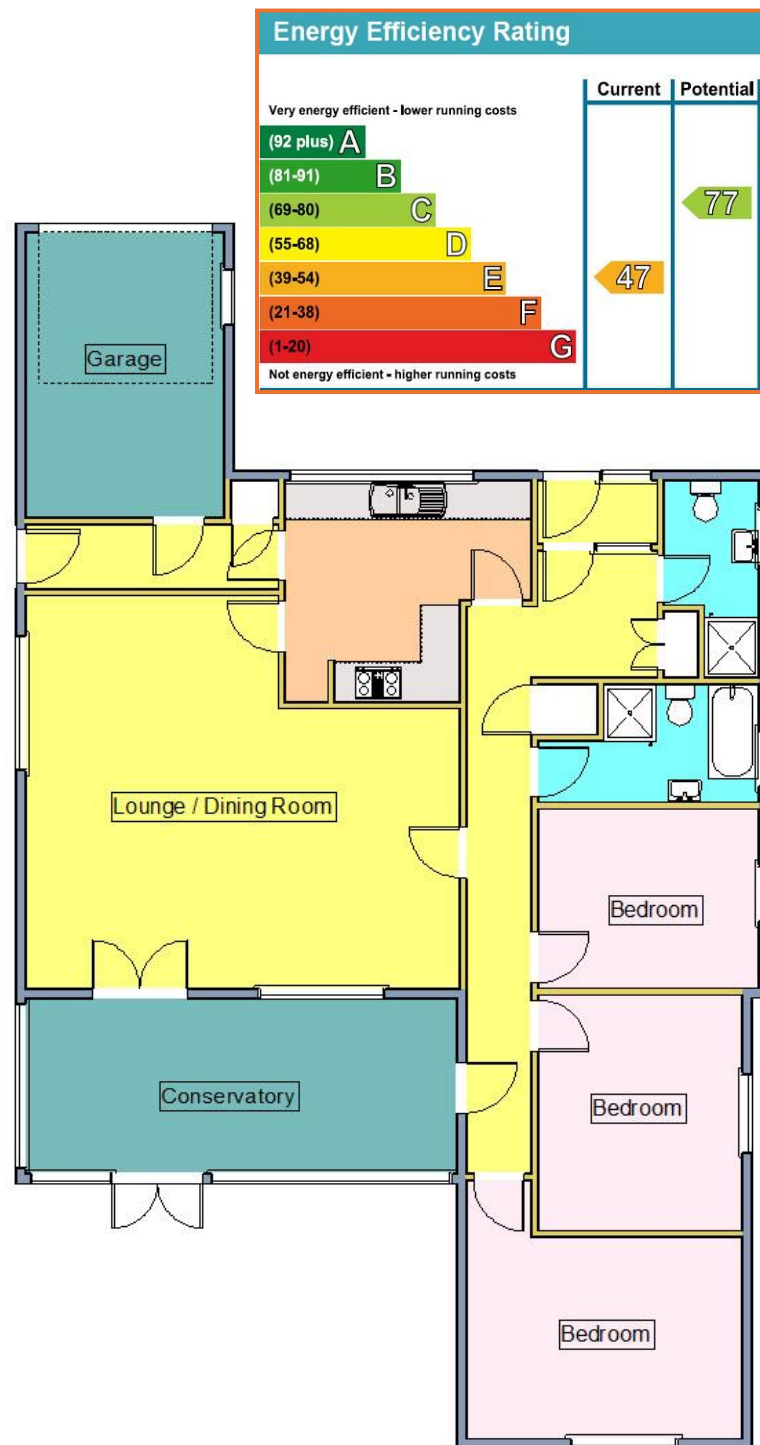 Energy Efficiency Rating
Current Potential
Very energy efficient - lower running costs
(92 plus) A
(81-91) B
(69-80) C
77
(55-68) D
(39-54) E
47
(21-38) F
(1-20) G
Not energy efficient - higher running costs
Garage
Lounge / Dining Room
Bedroom
Conservatory
Bedroom
Bedroom